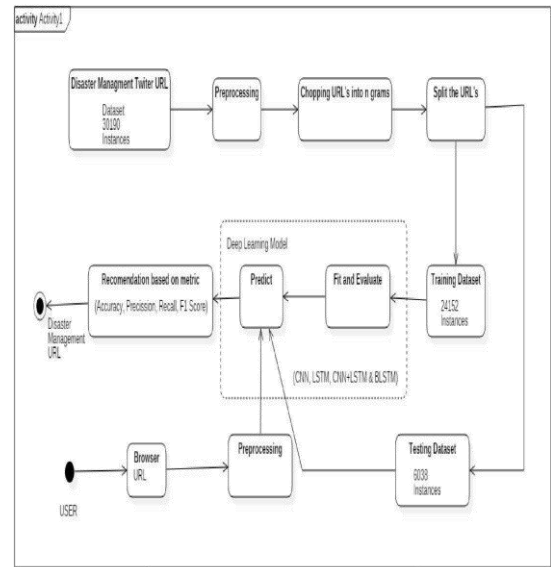 activity Activity1
Disaster Managment Twiter URL
Dataset
30190
Instances
Preprocessing
Chopping URL's into n grams
Split the URL's
Deep Learning Model
Recomendation based on metric
(Accuracy, Precission, Recall, F1 Score)
Predict
Fit and Evaluate
Training Dataset
24152
Instances
Disaster
Management
URL
(CNN, LSTM, CNN+LSTM & BLSTM)
Browser
URL
Preprocessing
Testing Dataset
6038
Instances
USER